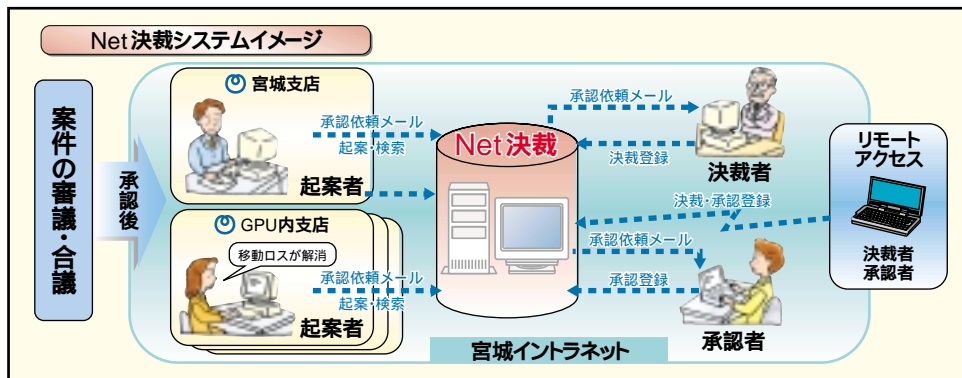 Net決裁システムイメージ
案件の審議・合議
承認後
宮城支店
承認依頼メール
起案・検索
起案者
GPU内支店
移動ロスが解消
承認依頼メール
起案・検索
起案者
Net決裁
承認依頼メール
決裁登録
決裁者
決裁・承認登録
承認依頼メール
承認登録
承認者
宮城イントラネット
リモート
アクセス
決裁者
承認者